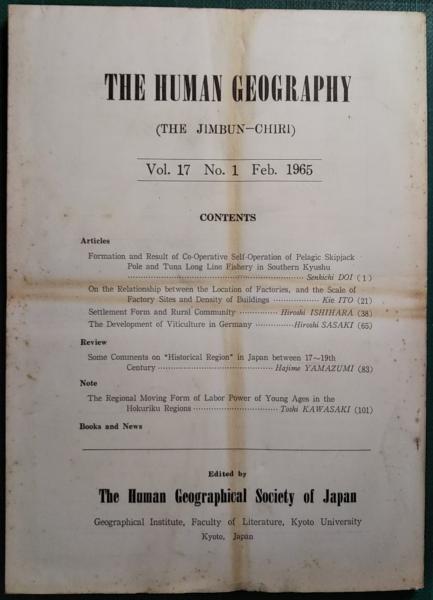 THE HUMAN GEOGRAPHY
(THE JIMBUN-CHIRI)
Vol. 17 No. 1 Feb. 1965
CONTENTS
Articles
Formation and Result of Co-Operative Self-Operation of Pelagic Skipjack
Pole and Tuna Long Line Fishery in Southern Kyushu
Senkichi DOI ( 1 )
On the Relationship between the Location of Factories, and the Scale of
Factory Sites and Density of Buildings Kie ITO (21)
Settlement Form and Rural Community Hiroshi ISHIHARA (38)
The Development of Viticulture in Germany Hiroshi SASAKI (65)
Review
Some Comments on "Historical Region" in Japan between 17~19th
Century Hajime YAMAZUMI (83)
Note
The Regional Moving Form of Labor Power of Young Ages in the
Hokuriku Regions Toshi KAWASAKI (101)
Books and News
Edited by
The Human Geographical Society of Japan
Geographical Institute, Faculty of Literature, Kyoto University
Kyoto, Japan